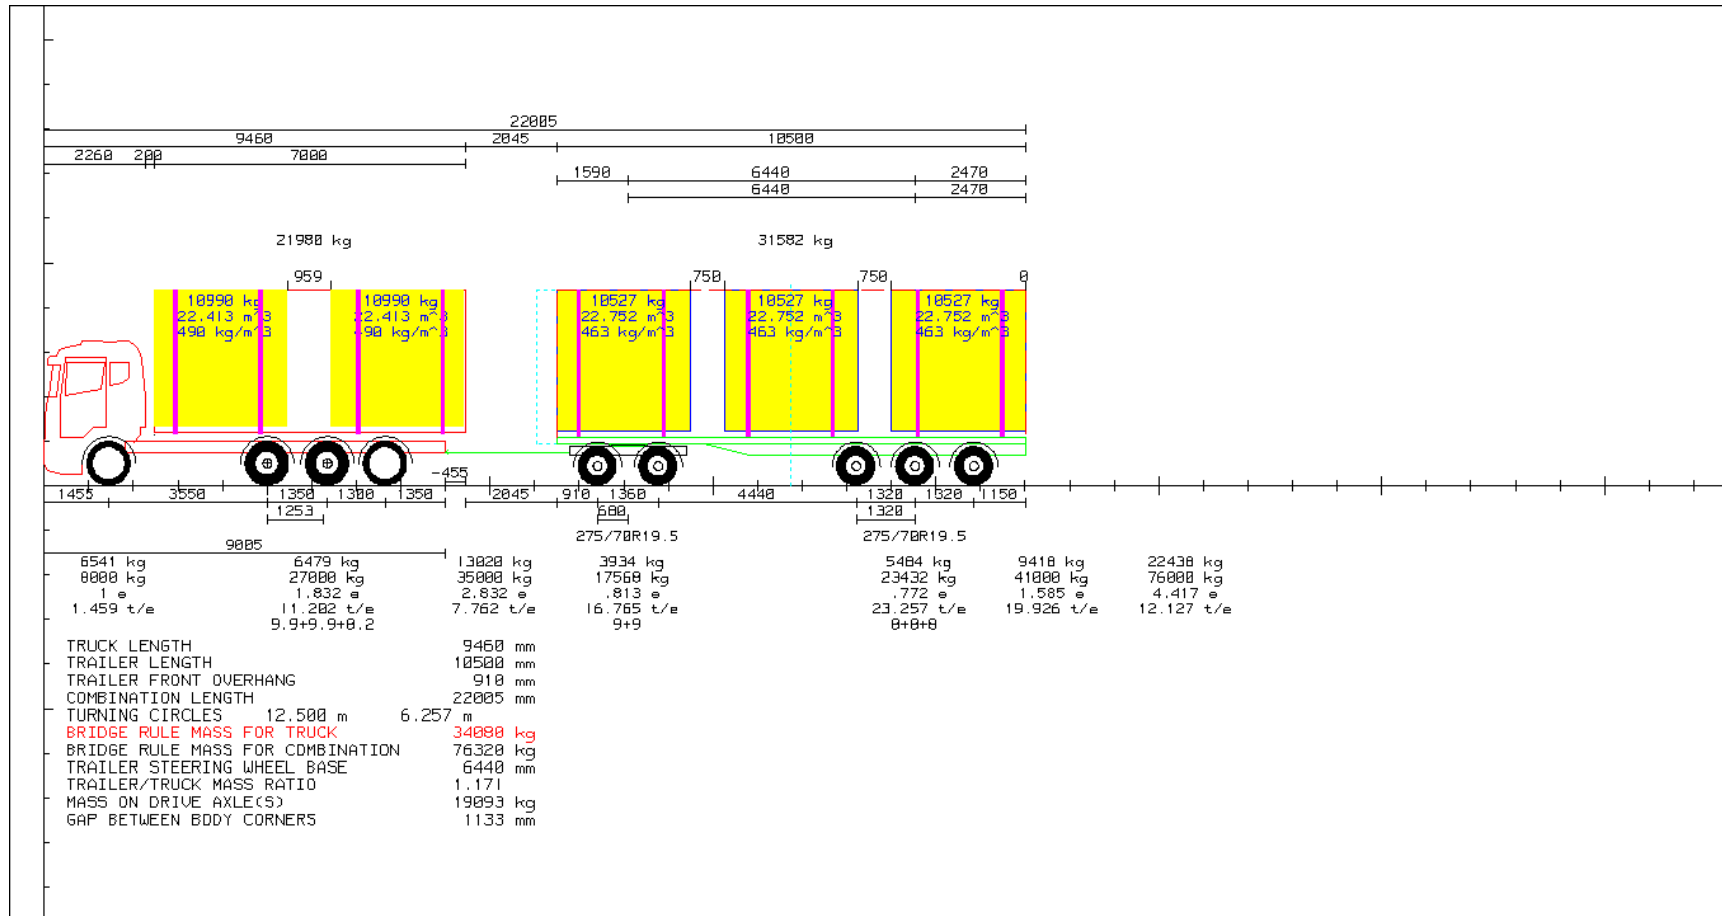 22005
9460 2045 10500
2260 200 7000
1590 6440 2470
6440 2470
21980 kg 31582 kg
959 750 750 0
10990 kg 10990 kg 10527 kg 10527 kg 10527 kg
22.413 m^3 22.413 m^3 22.752 m^3 22.752 m^3 22.752 m^3
490 kg/m^3 490 kg/m^3 463 kg/m^3 463 kg/m^3 463 kg/m^3
-455
1455 3550 1350 1300 1350 2045 910 1360 4440 1320 1320 1150
1253 680 1320
275/70R19.5 275/70R19.5
9005
6541 kg 6479 kg 13020 kg 3934 kg 5484 kg 9418 kg 22438 kg
8000 kg 27000 kg 35000 kg 17568 kg 23432 kg 41000 kg 76000 kg
1 e 1.832 e 2.832 e .813 e .772 e 1.585 e 4.417 e
1.459 t/e 11.202 t/e 7.762 t/e 16.765 t/e 23.257 t/e 19.926 t/e 12.127 t/e
9.9+9.9+8.2 9+9 8+8+8
TRUCK LENGTH 9460 mm
TRAILER LENGTH 10500 mm
TRAILER FRONT OVERHANG 910 mm
COMBINATION LENGTH 22005 mm
TURNING CIRCLES 12.500 m 6.257 m
BRIDGE RULE MASS FOR TRUCK 34080 kg
BRIDGE RULE MASS FOR COMBINATION 76320 kg
TRAILER STEERING WHEEL BASE 6440 mm
TRAILER/TRUCK MASS RATIO 1.171
MASS ON DRIVE AXLE(S) 19093 kg
GAP BETWEEN BODY CORNERS 1133 mm